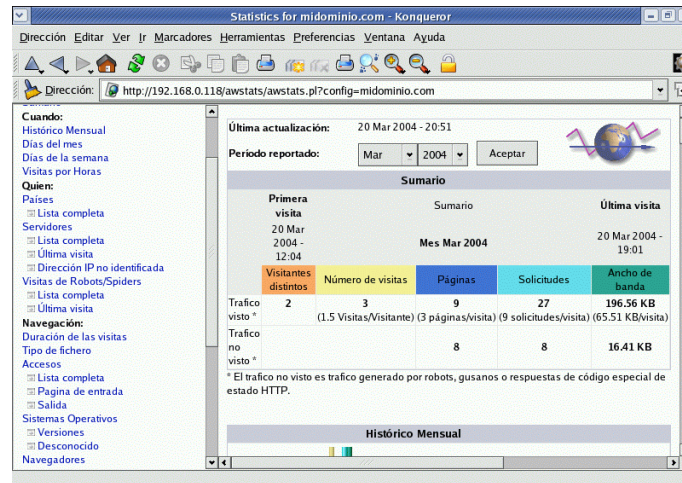 Statistics for midominio.com - Konqueror
Dirección Editar Ver Ir Marcadores Herramientas Preferencias Ventana Ayuda
Dirección: http://192.168.0.118/awstats/awstats.pl?config=midominio.com
Cuando:
Histórico Mensual
Días del mes
Días de la semana
Visitas por Horas
Quien:
Países
Lista completa
Servidores
Lista completa
Última visita
Dirección IP no identificada
Visitas de Robots/Spiders
Lista completa
Última visita
Navegación:
Duración de las visitas
Tipo de fichero
Accesos
Lista completa
Pagina de entrada
Salida
Sistemas Operativos
Versiones
Desconocido
Navegadores
Última actualización: 20 Mar 2004 - 20:51
Periodo reportado: Mar 2004 Aceptar
Sumario
Primera visita Sumario Última visita
20 Mar 2004 - 12:04 Mes Mar 2004 20 Mar 2004 - 19:01
Visitantes distintos Número de visitas Páginas Solicitudes Ancho de banda
Trafico visto * 2 3 9 27 196.56 KB
(1.5 Visitas/Visitante) (3 páginas/visita) (9 solicitudes/visita) (65.51 KB/visita)
Trafico no visto * 8 8 16.41 KB
* El trafico no visto es trafico generado por robots, gusanos o respuestas de código especial de
estado HTTP.
Histórico Mensual